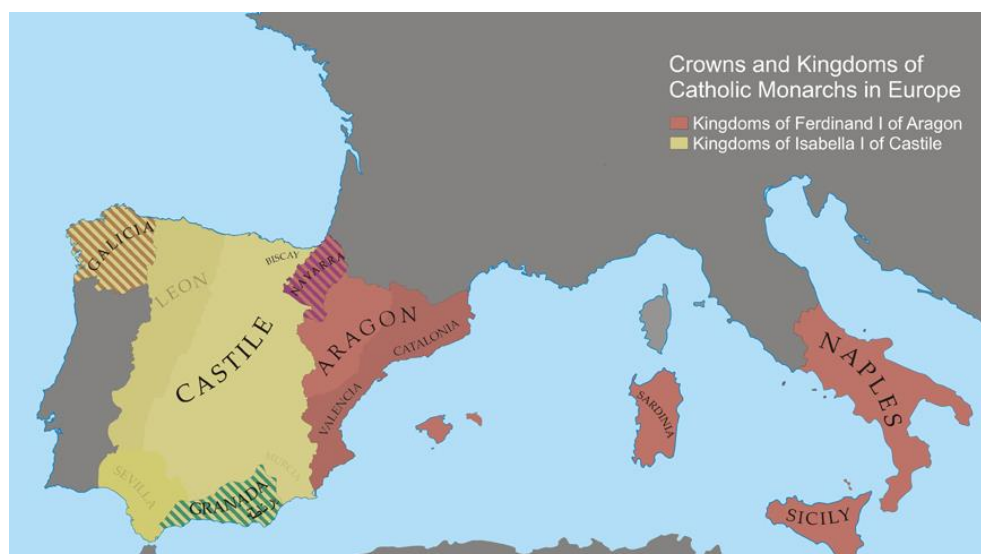 Crowns and Kingdoms of
Catholic Monarchs in Europe
Kingdoms of Ferdinand I of Aragon
Kingdoms of Isabella I of Castile
GALICIA
LEON
BISCAY
NAVARRA
CASTILE
ARAGON
CATALONIA
VALENCIA
SEVILLA
MURCIA
GRANADA
SARDINIA
NAPLES
SICILY